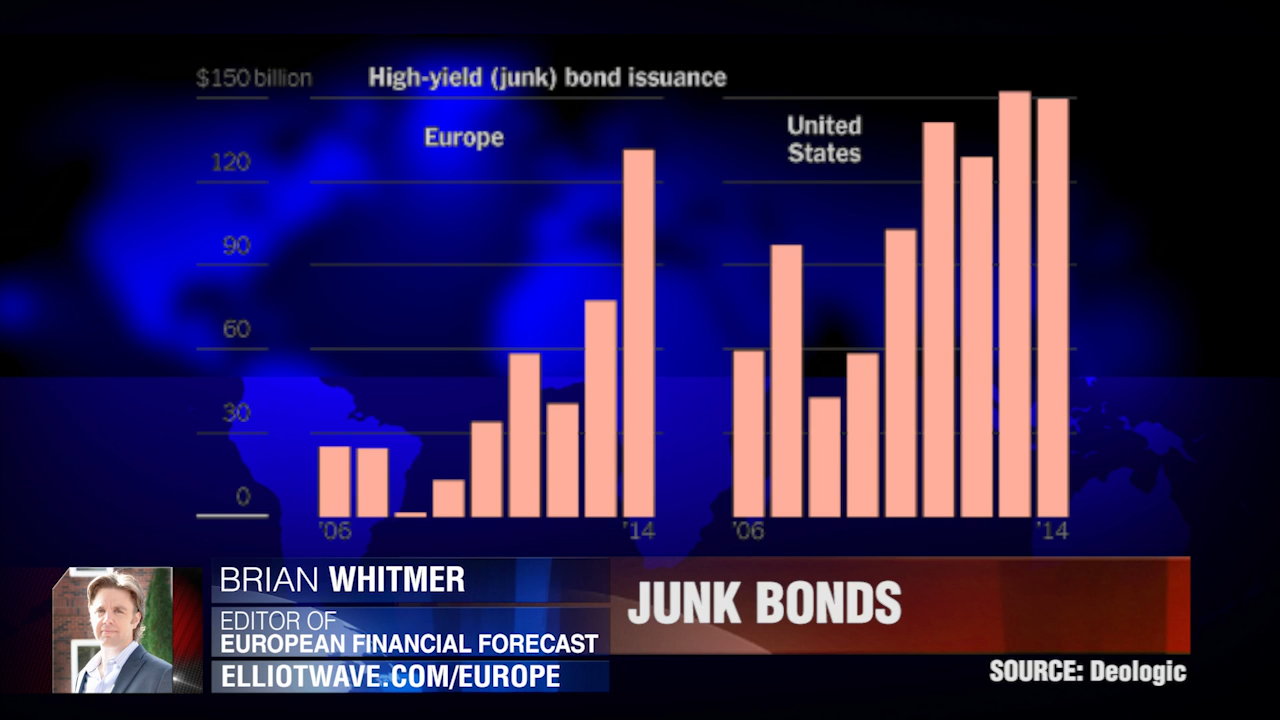 $150 billion
High-yield (junk) bond issuance
Europe
United
States
120
90
60
30
0
'06
'14
'06
'14
BRIAN WHITMER
EDITOR OF
EUROPEAN FINANCIAL FORECAST
ELLIOTWAVE.COM/EUROPE
JUNK BONDS
SOURCE: Deologic